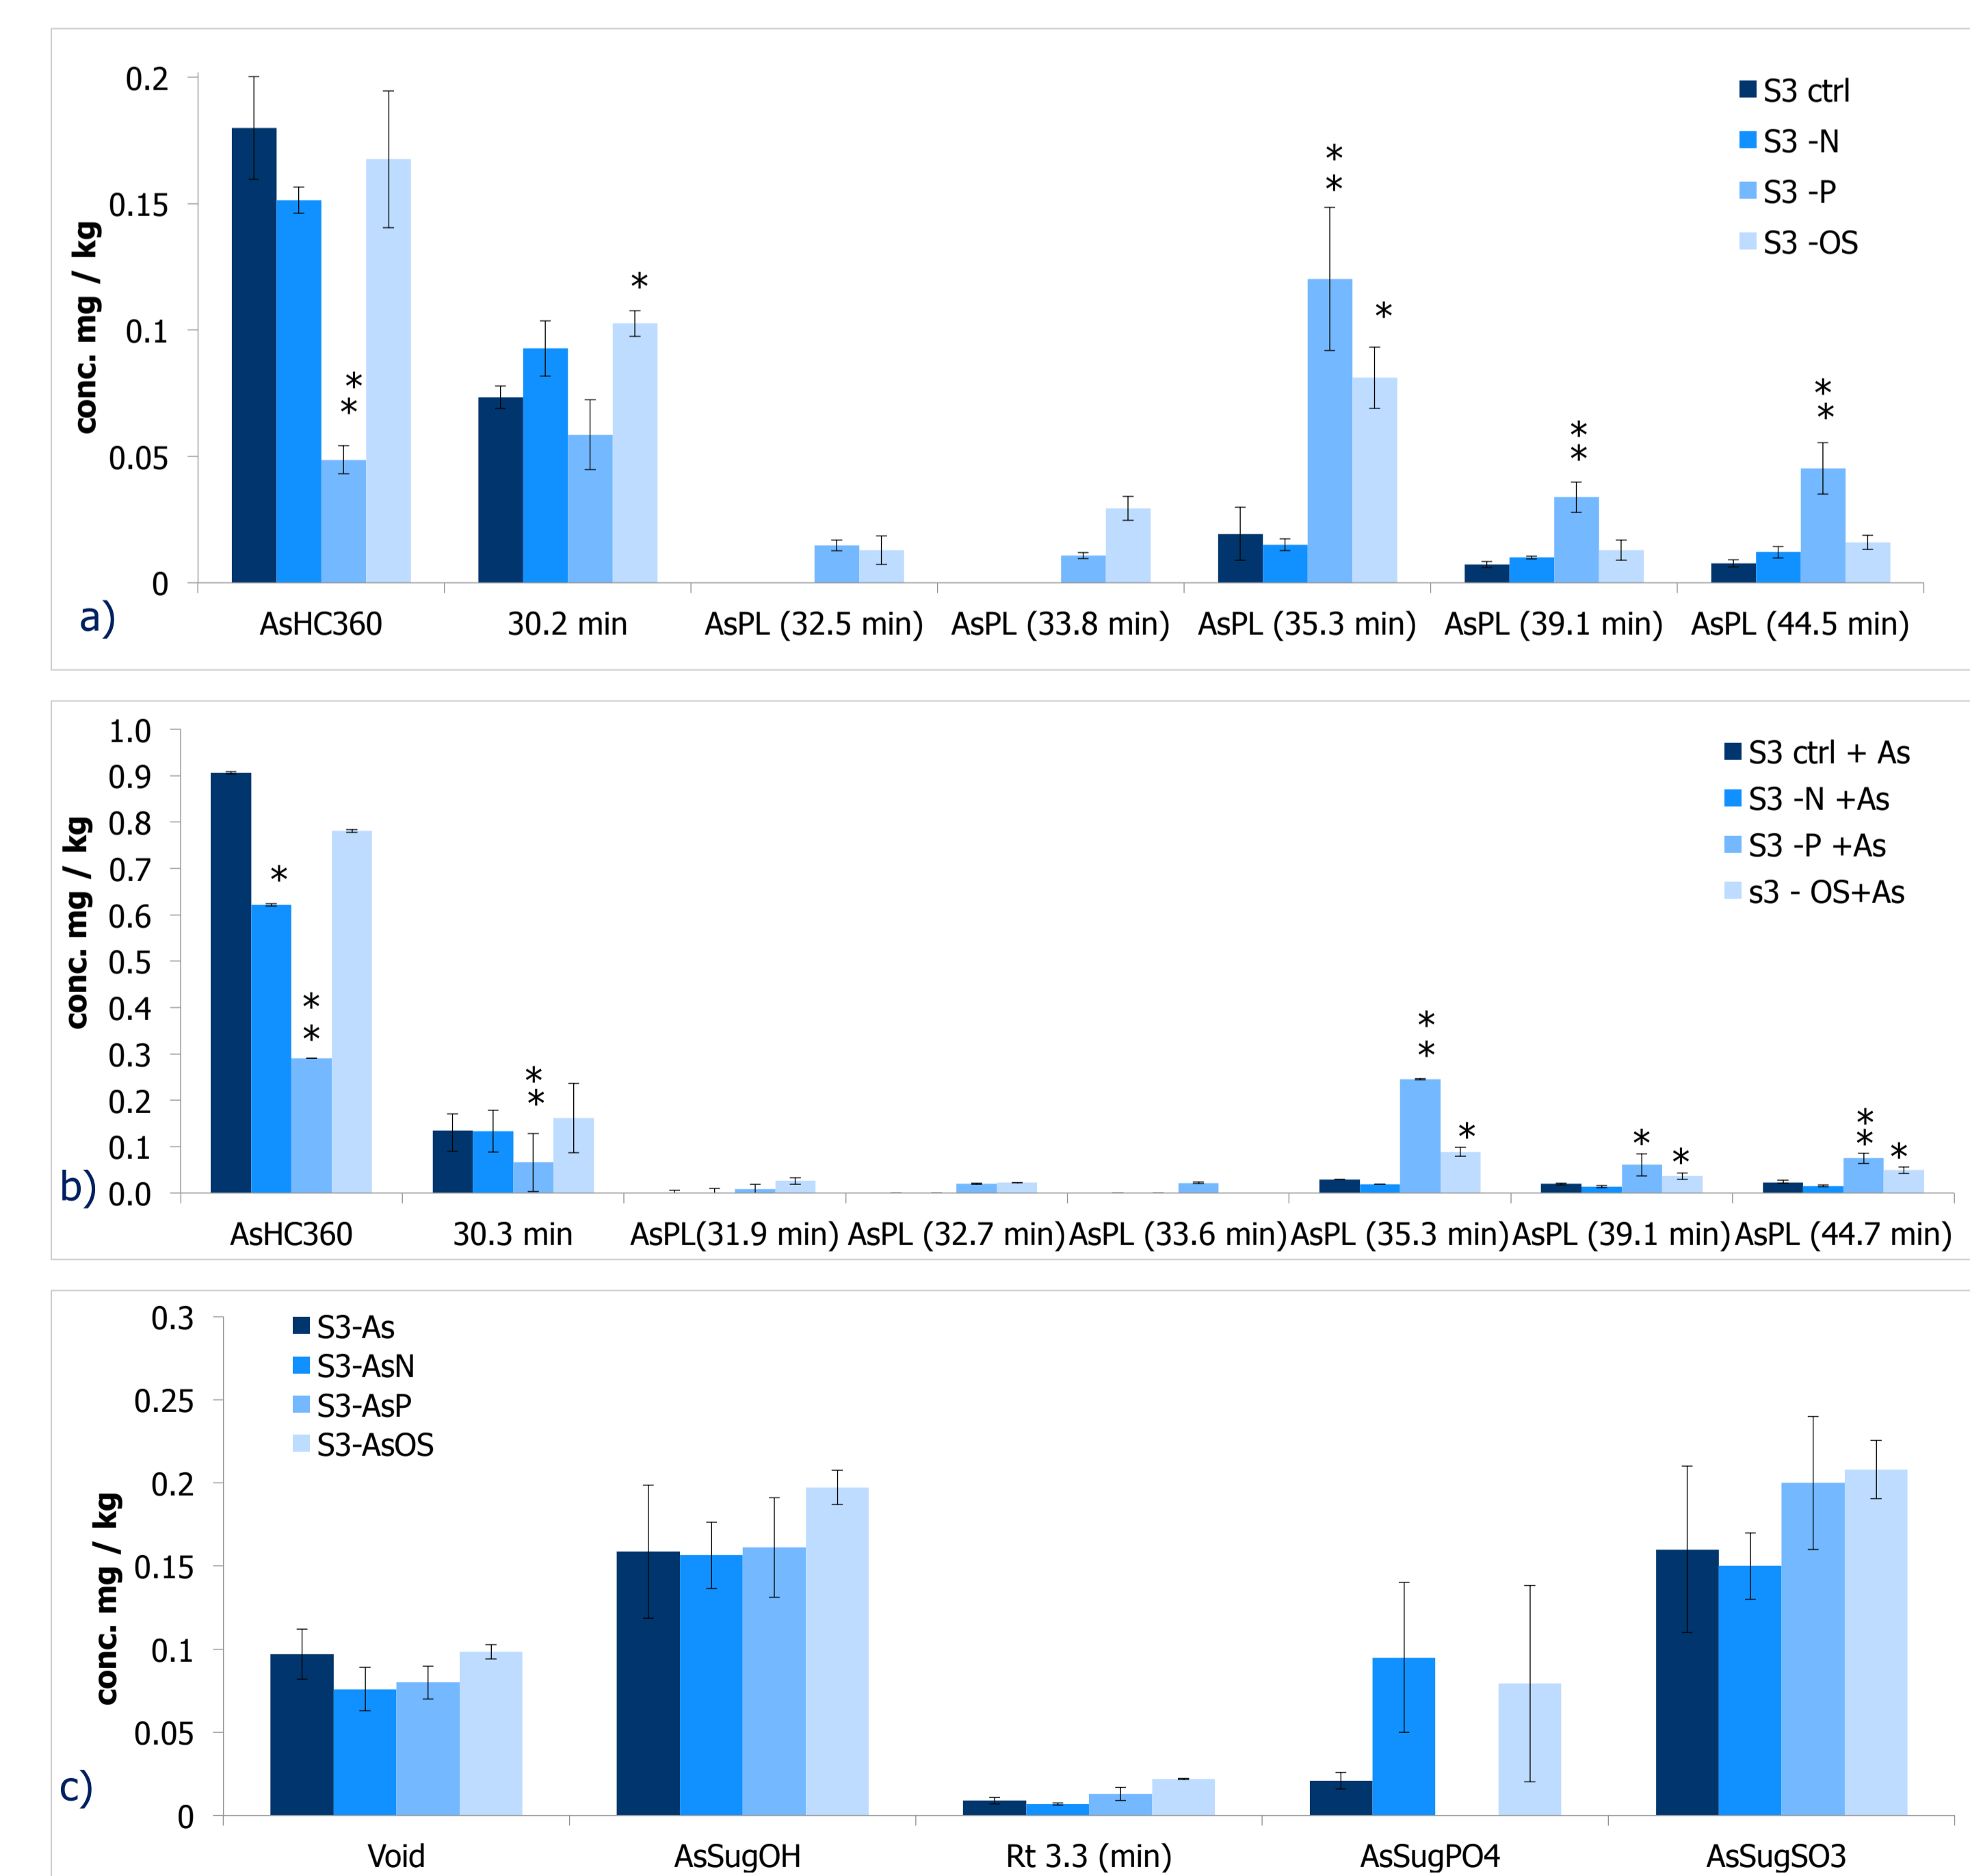 0.2
0.15
0.1
0.05
0
conc. mg / kg
S3 ctrl
S3 -N
S3 -P
S3 -OS
*
*
*
*
*
*
*
*
*
*
a)
AsHC360 30.2 min AsPL (32.5 min) AsPL (33.8 min) AsPL (35.3 min) AsPL (39.1 min) AsPL (44.5 min)
1.0
0.9
0.8
0.7
0.6
0.5
0.4
0.3
0.2
0.1
0.0
conc. mg / kg
S3 ctrl + As
S3 -N +As
S3 -P +As
s3 - OS+As
*
*
*
*
*
*
*
*
*
*
*
*
*
b)
AsHC360 30.3 min AsPL(31.9 min) AsPL (32.7 min) AsPL (33.6 min) AsPL (35.3 min) AsPL (39.1 min) AsPL (44.7 min)
0.3
0.25
0.2
0.15
0.1
0.05
0
conc. mg / kg
S3-As
S3-AsN
S3-AsP
S3-AsOS
c)
Void AsSugOH Rt 3.3 (min) AsSugPO4 AsSugSO3